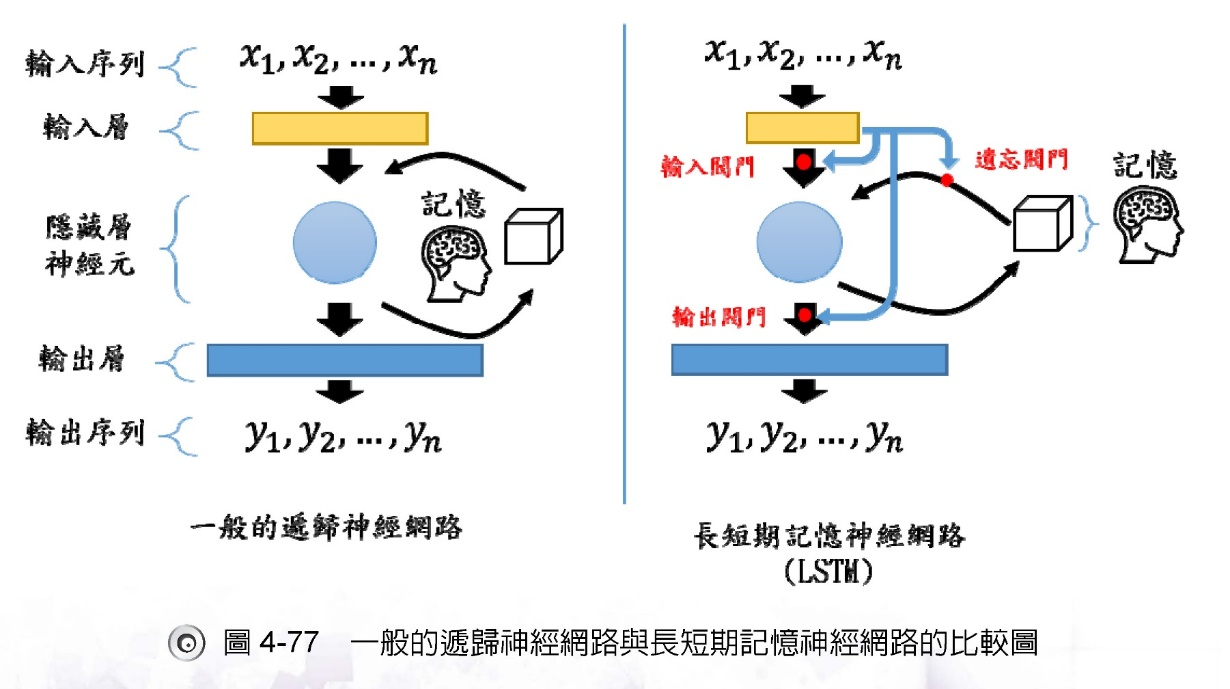 輸入序列
x₁, x₂, …, xₙ
輸入層
隱藏層
神經元
記憶
輸出層
輸出序列
y₁, y₂, …, yₙ
一般的遞歸神經網路
x₁, x₂, …, xₙ
輸入閥門
遺忘閥門
記憶
輸出閥門
y₁, y₂, …, yₙ
長短期記憶神經網路
(LSTM)
圖 4-77 一般的遞歸神經網路與長短期記憶神經網路的比較圖